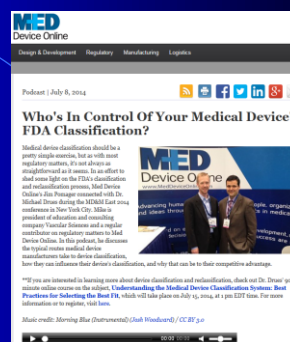 MED
Device Online
Design & Development Regulatory Manufacturing Logistics
Podcast | July 8, 2014
Who's In Control Of Your Medical Device
FDA Classification?
Medical device classification should be a
pretty simple exercise, but as with most
regulatory matters, it's not always as
straightforward as it seems. In an effort to
shed some light on the FDA's classification
and reclassification process, Med Device
Online's Jim Pomager connected with Dr.
Michael Drues during the MD&M East 2014
conference in New York City. Mike is
president of education and consulting
company Vascular Sciences and a regular
contributor on regulatory matters to Med
Device Online. In this podcast, he discusses
the typical routes medical device
manufacturers take to device classification,
how they can influence their device's classification, and why that can be to their competitive advantage.
MED
Device Online
**If you are interested in learning more about device classification and reclassification, check out Dr. Drues'
minute online course on the subject, Understanding the Medical Device Classification System: Best
Practices for Selecting the Best Fit, which will take place on July 15, 2014, at 1 pm EDT time. For more
information or to register, visit here.
Music credit: Morning Blue (Instrumental) (Josh Woodward) / CC BY 3.0
00:00